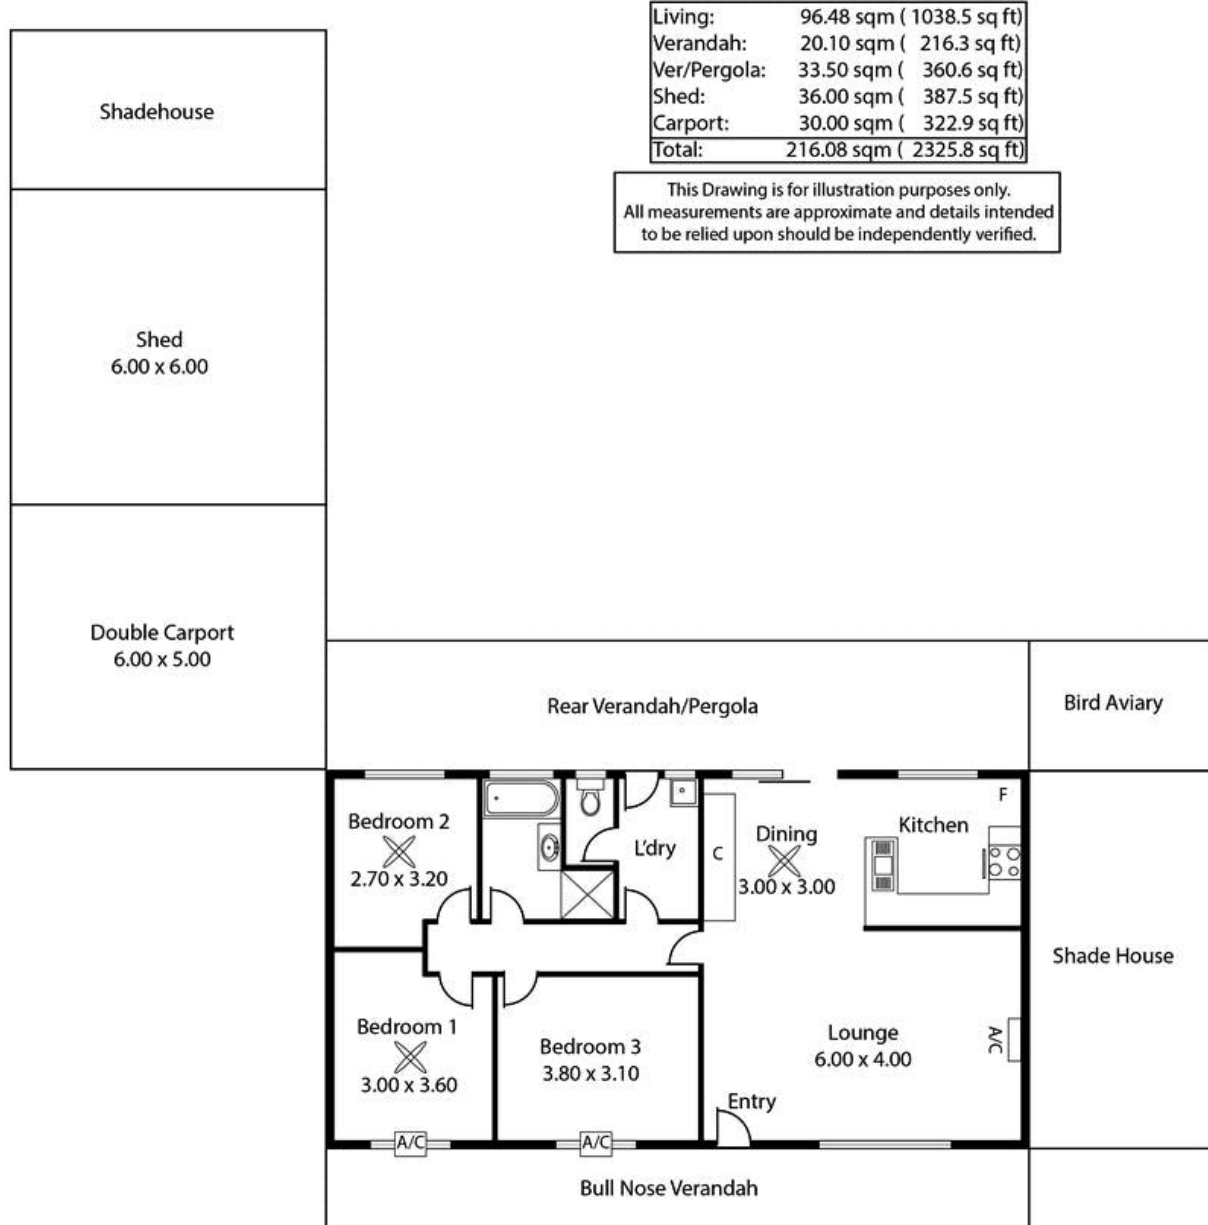 Living: 96.48 sqm ( 1038.5 sq ft)
Verandah: 20.10 sqm ( 216.3 sq ft)
Ver/Pergola: 33.50 sqm ( 360.6 sq ft)
Shed: 36.00 sqm ( 387.5 sq ft)
Carport: 30.00 sqm ( 322.9 sq ft)
Total: 216.08 sqm ( 2325.8 sq ft)
This Drawing is for illustration purposes only.
All measurements are approximate and details intended
to be relied upon should be independently verified.
Shadehouse
Shed
6.00 x 6.00
Double Carport
6.00 x 5.00
Rear Verandah/Pergola
Bird Aviary
Bedroom 2
2.70 x 3.20
L'dry
C
Dining
3.00 x 3.00
Kitchen
F
Shade House
Bedroom 1
3.00 x 3.60
A/C
Bedroom 3
3.80 x 3.10
A/C
Lounge
6.00 x 4.00
A/C
Entry
Bull Nose Verandah